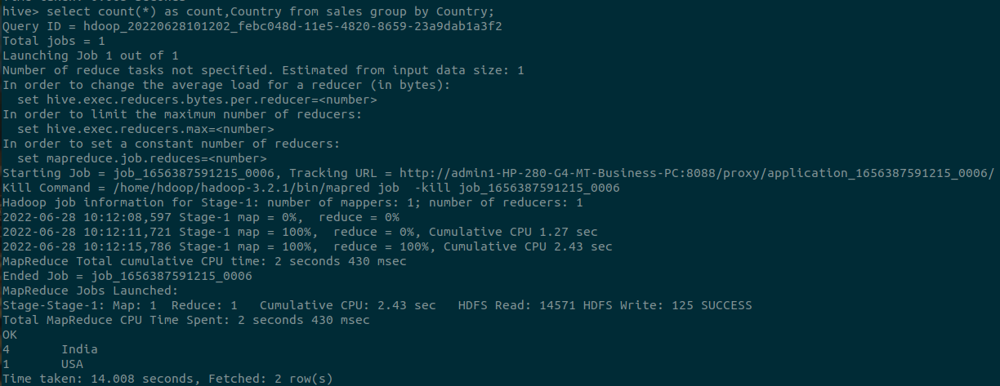 hive> select count(*) as count,Country from sales group by Country;
Query ID = hdoop_20220628101202_febc048d-11e5-4820-8659-23a9dab1a3f2
Total jobs = 1
Launching Job 1 out of 1
Number of reduce tasks not specified. Estimated from input data size: 1
In order to change the average load for a reducer (in bytes):
  set hive.exec.reducers.bytes.per.reducer=<number>
In order to limit the maximum number of reducers:
  set hive.exec.reducers.max=<number>
In order to set a constant number of reducers:
  set mapreduce.job.reduces=<number>
Starting Job = job_1656387591215_0006, Tracking URL = http://admin1-HP-280-G4-MT-Business-PC:8088/proxy/application_1656387591215_0006/
Kill Command = /home/hdoop/hadoop-3.2.1/bin/mapred job  -kill job_1656387591215_0006
Hadoop job information for Stage-1: number of mappers: 1; number of reducers: 1
2022-06-28 10:12:08,597 Stage-1 map = 0%,  reduce = 0%
2022-06-28 10:12:11,721 Stage-1 map = 100%,  reduce = 0%, Cumulative CPU 1.27 sec
2022-06-28 10:12:15,786 Stage-1 map = 100%,  reduce = 100%, Cumulative CPU 2.43 sec
MapReduce Total cumulative CPU time: 2 seconds 430 msec
Ended Job = job_1656387591215_0006
MapReduce Jobs Launched:
Stage-Stage-1: Map: 1  Reduce: 1   Cumulative CPU: 2.43 sec   HDFS Read: 14571 HDFS Write: 125 SUCCESS
Total MapReduce CPU Time Spent: 2 seconds 430 msec
OK
4       India
1       USA
Time taken: 14.008 seconds, Fetched: 2 row(s)